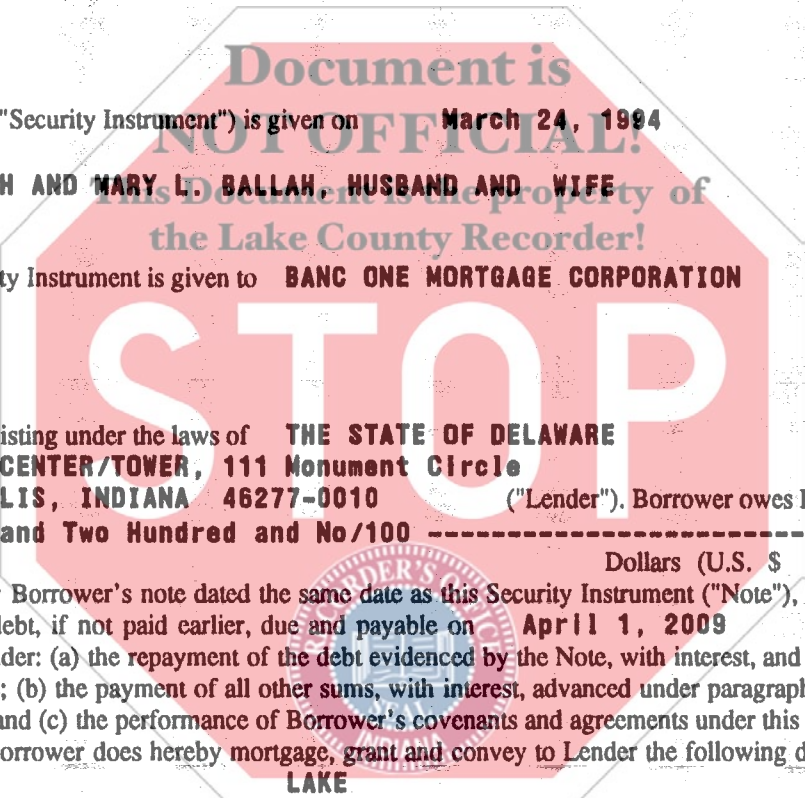 Document is
"Security Instrument") is given on March 24, 1994
NOT OFFICIAL!
H AND MARY L. BALLAH, HUSBAND AND WIFE
This Document is the property of
the Lake County Recorder!
ty Instrument is given to BANC ONE MORTGAGE CORPORATION
STOP
isting under the laws of THE STATE OF DELAWARE
CENTER/TOWER, 111 Monument Circle
LIS, INDIANA 46277-0010 ("Lender"). Borrower owes
and Two Hundred and No/100 -------------------------
Dollars (U.S. $
Borrower's note dated the same date as this Security Instrument ("Note"),
debt, if not paid earlier, due and payable on April 1, 2009
der: (a) the repayment of the debt evidenced by the Note, with interest, and
; (b) the payment of all other sums, with interest, advanced under paragraph
and (c) the performance of Borrower's covenants and agreements under this
orrower does hereby mortgage, grant and convey to Lender the following d
LAKE
RECORDER'S OFFICE
SEAL
INDIANA